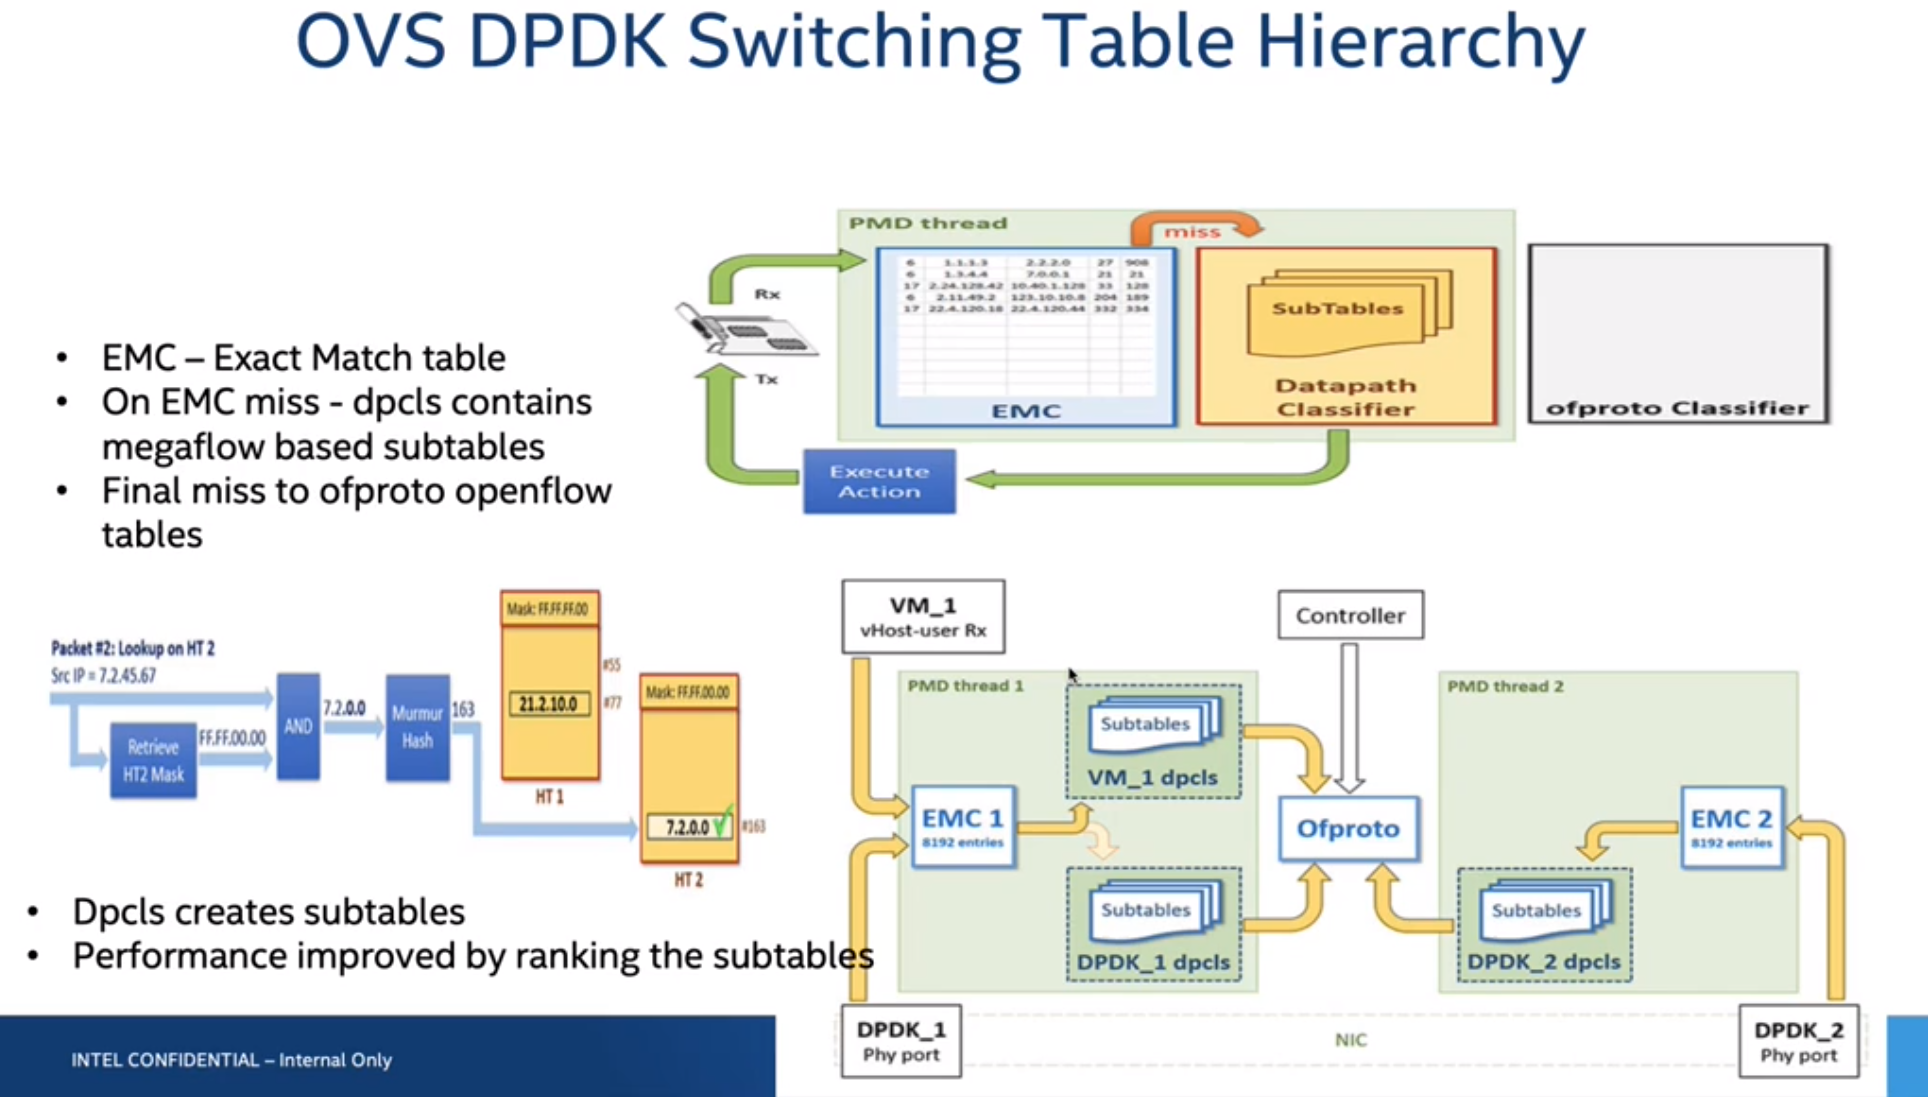 OVS DPDK Switching Table Hierarchy
• EMC – Exact Match table
• On EMC miss - dpcls contains
megaflow based subtables
• Final miss to ofproto openflow
tables
PMD thread
miss
Rx
Tx
6 1.1.1.3 2.2.2.0 27 908
6 1.3.4.4 7.0.0.1 21 21
17 2.24.128.42 10.40.1.128 33 128
6 2.11.49.2 123.10.10.8 204 189
17 22.4.120.16 22.4.120.44 332 334
EMC
SubTables
Datapath
Classifier
ofproto Classifier
Execute
Action
Packet #2: Lookup on HT 2
Src IP = 7.2.45.67
Retrieve
HT2 Mask
FF.FF.00.00
AND
7.2.0.0
Murmur
Hash
163
Mask: FF.FF.FF.00
#55
21.2.10.0
#77
HT 1
Mask: FF.FF.00.00
7.2.0.0
#163
HT 2
• Dpcls creates subtables
• Performance improved by ranking the subtables
VM_1
vHost-user Rx
Controller
PMD thread 1
Subtables
VM_1 dpcls
EMC 1
8192 entries
Subtables
DPDK_1 dpcls
Ofproto
PMD thread 2
EMC 2
8192 entries
Subtables
DPDK_2 dpcls
DPDK_1
Phy port
NIC
DPDK_2
Phy port
INTEL CONFIDENTIAL – Internal Only